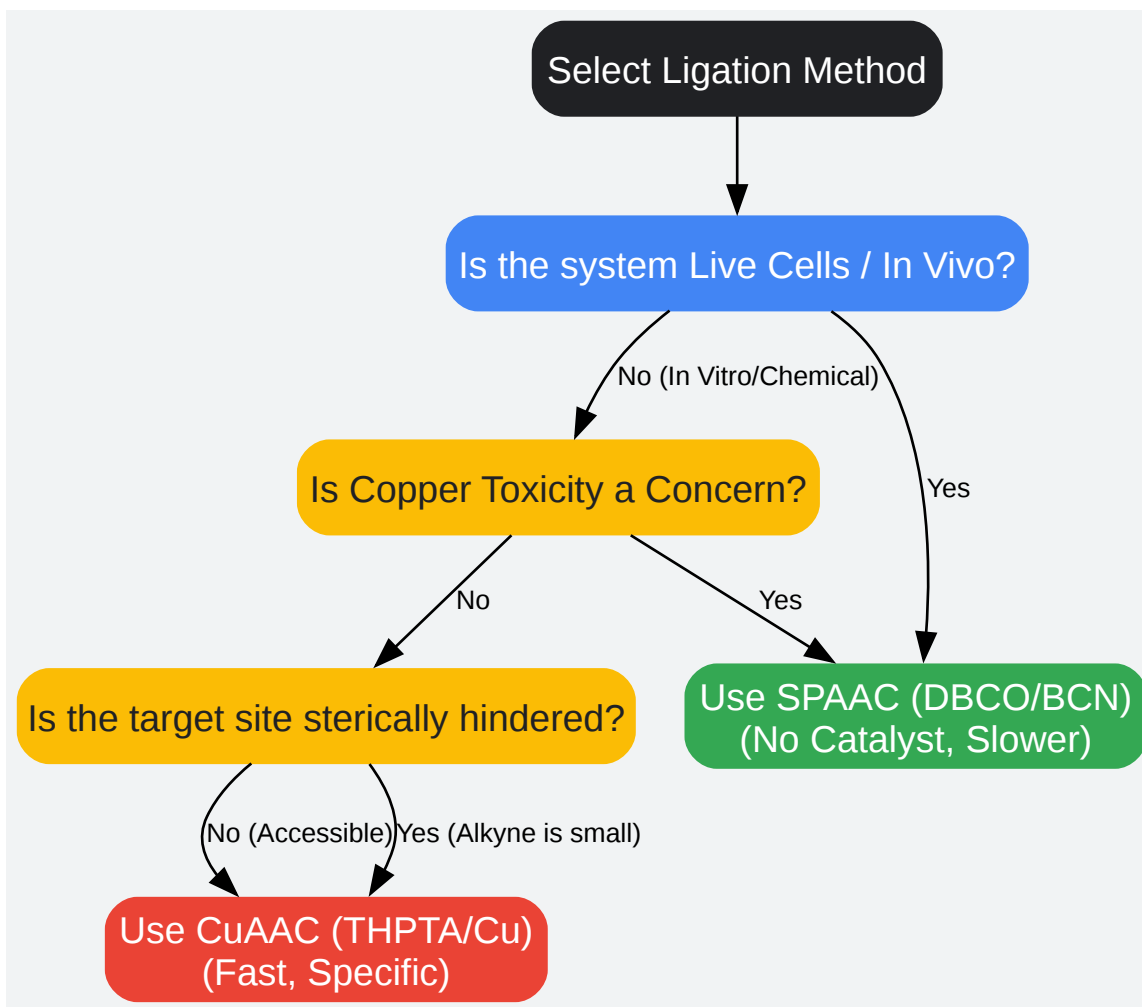 Select Ligation Method
Is the system Live Cells / In Vivo?
No (In Vitro/Chemical)
Is Copper Toxicity a Concern?
Yes
No
Yes
Is the target site sterically hindered?
Use SPAAC (DBCO/BCN)
(No Catalyst, Slower)
No (Accessible)
Yes (Alkyne is small)
Use CuAAC (THPTA/Cu)
(Fast, Specific)